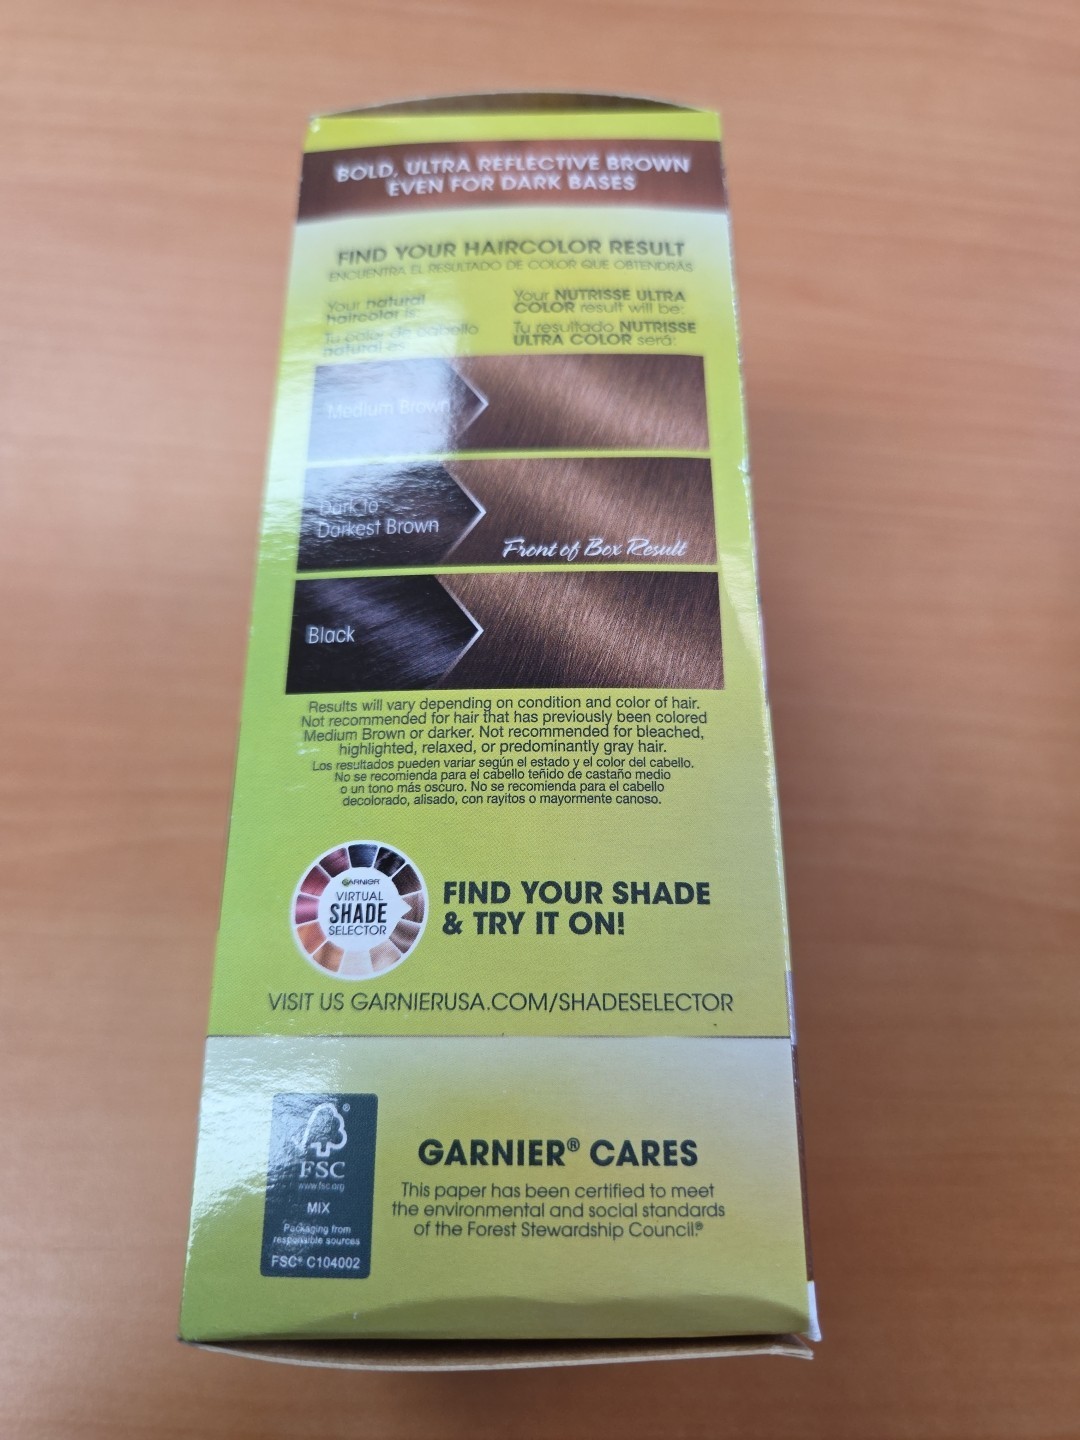 BOLD, ULTRA REFLECTIVE BROWN
EVEN FOR DARK BASES
FIND YOUR HAIRCOLOR RESULT
ENCUENTRA EL RESULTADO DE COLOR QUE OBTENDRÁS
Your natural
haircolor is:
Tu color de cabello
natural es:
Your NUTRISSE ULTRA
COLOR result will be:
Tu resultado NUTRISSE
ULTRA COLOR será:
Medium Brown
Dark to
Darkest Brown
Front of Box Result
Black
Results will vary depending on condition and color of hair.
Not recommended for hair that has previously been colored
Medium Brown or darker. Not recommended for bleached,
highlighted, relaxed, or predominantly gray hair.
Los resultados pueden variar según el estado y el color del cabello.
No se recomienda para el cabello teñido de castaño medio
o un tono más oscuro. No se recomienda para el cabello
decolorado, alisado, con rayitos o mayormente canoso.
GARNIER
VIRTUAL
SHADE
SELECTOR
FIND YOUR SHADE
& TRY IT ON!
VISIT US GARNIERUSA.COM/SHADESELECTOR
®
FSC
www.fsc.org
MIX
Packaging from
responsible sources
FSC® C104002
GARNIER® CARES
This paper has been certified to meet
the environmental and social standards
of the Forest Stewardship Council.®